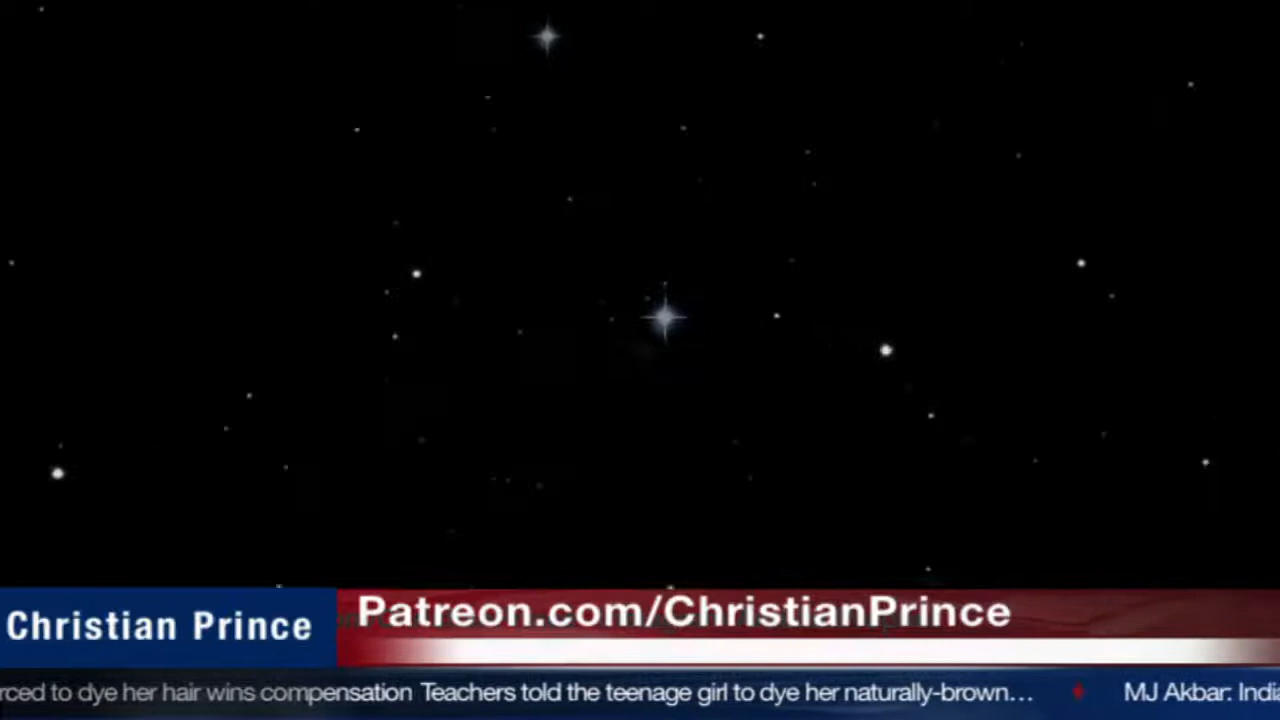 Patreon.com/ChristianPrince
Christian Prince
rced to dye her hair wins compensation Teachers told the teenage girl to dye her naturally-brown... MJ Akbar: India